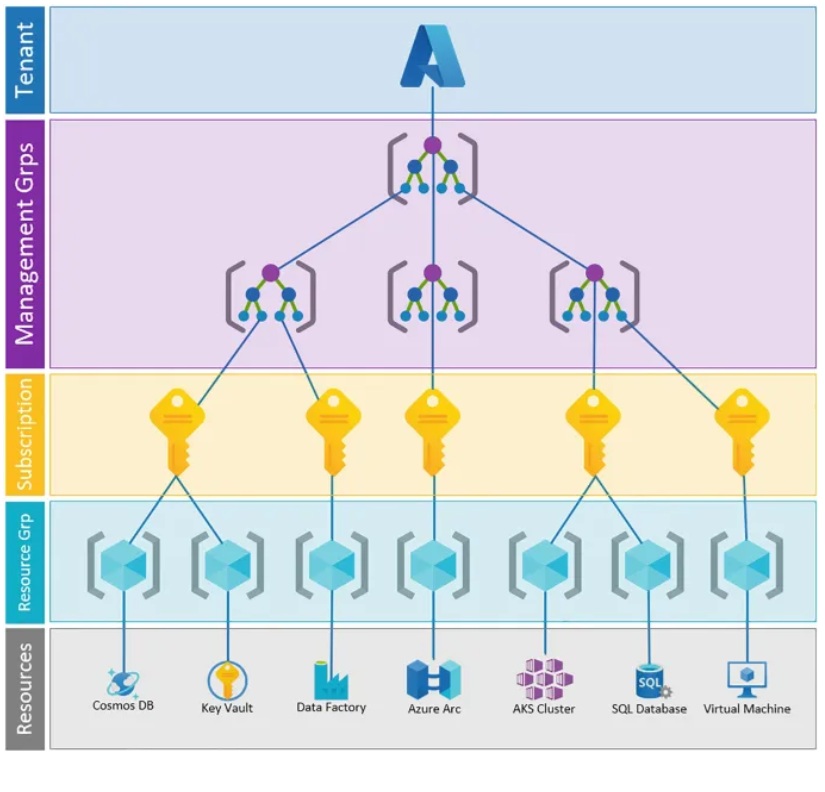 Tenant
Management Grps
Subscription
Resource Grp
Resources
Cosmos DB
Key Vault
Data Factory
Azure Arc
AKS Cluster
SQL
SQL Database
Virtual Machine